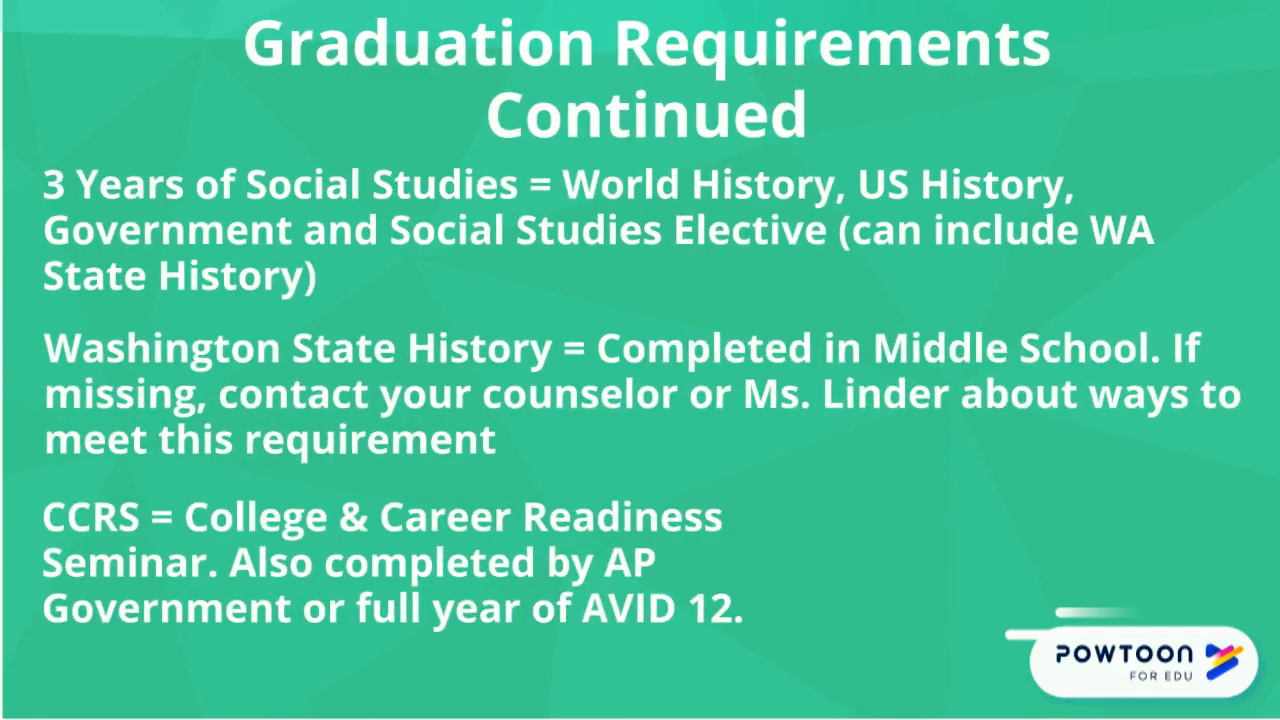 Graduation Requirements
Continued
3 Years of Social Studies = World History, US History,
Government and Social Studies Elective (can include WA
State History)
Washington State History = Completed in Middle School. If
missing, contact your counselor or Ms. Linder about ways to
meet this requirement
CCRS = College & Career Readiness
Seminar. Also completed by AP
Government or full year of AVID 12.
POWTOON
FOR EDU